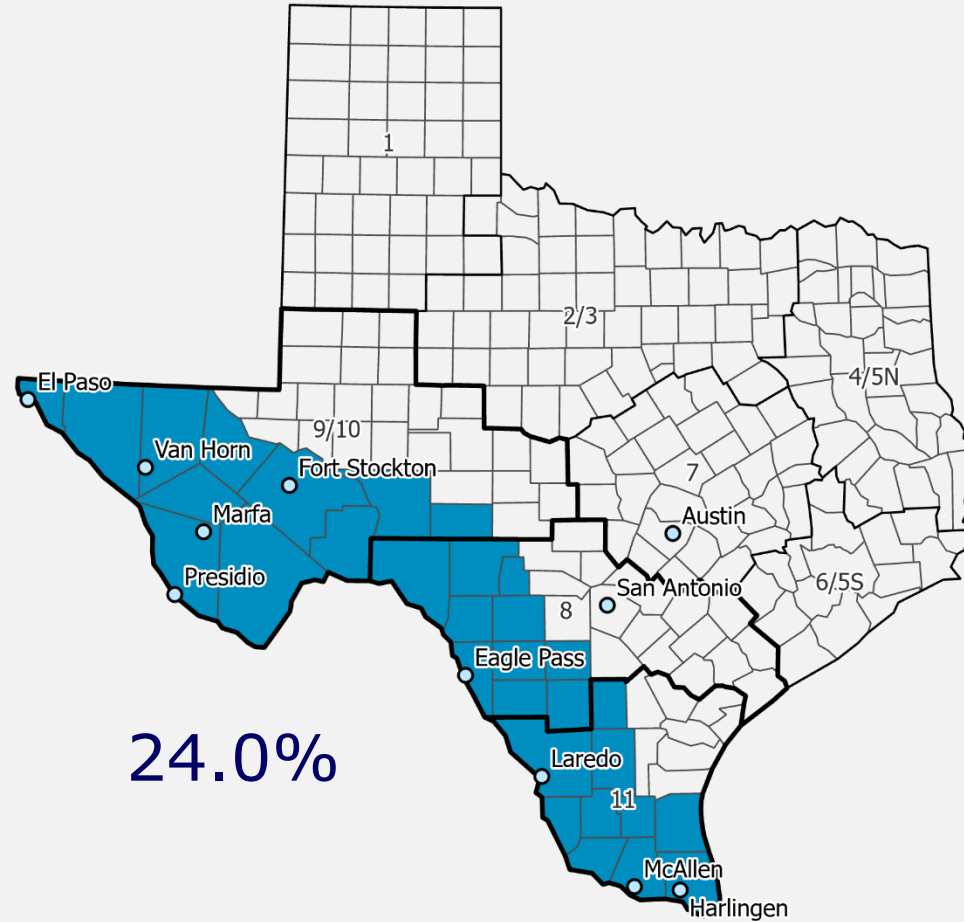 1
2/3
4/5N
El Paso
9/10
Van Horn
Fort Stockton
7
Marfa
Austin
Presidio
San Antonio
6/5S
8
Eagle Pass
24.0%
Laredo
11
McAllen
Harlingen